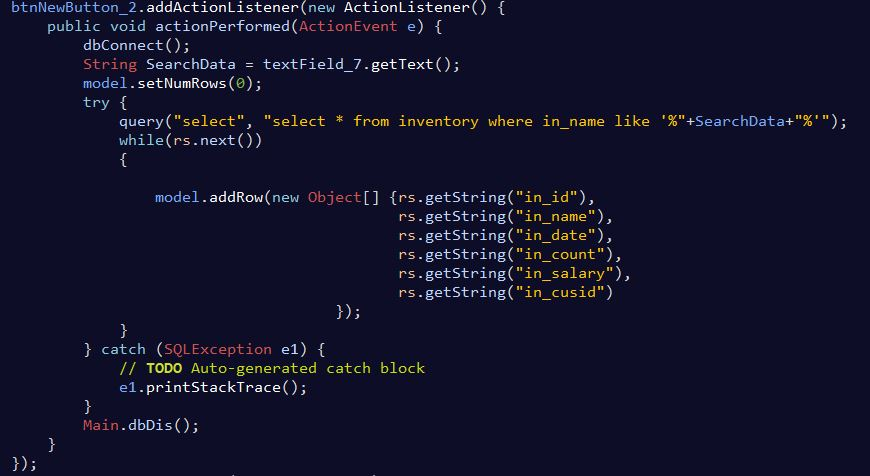 btnNewButton_2.addActionListener(new ActionListener() {
    public void actionPerformed(ActionEvent e) {
        dbConnect();
        String SearchData = textField_7.getText();
        model.setNumRows(0);
        try {
            query("select", "select * from inventory where in_name like '%"+SearchData+"%'");
            while(rs.next())
            {
                model.addRow(new Object[] {rs.getString("in_id"),
                                           rs.getString("in_name"),
                                           rs.getString("in_date"),
                                           rs.getString("in_count"),
                                           rs.getString("in_salary"),
                                           rs.getString("in_cusid")
                                    });
            }
        } catch (SQLException e1) {
            // TODO Auto-generated catch block
            e1.printStackTrace();
        }
        Main.dbDis();
    }
});